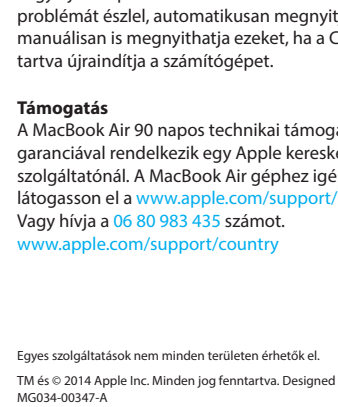 problémát észlel, automatikusan megnyit
manuálisan is megnyithatja ezeket, ha a
tartva újraindítja a számítógépet.
Támogatás
A MacBook Air 90 napos technikai támoga
garanciával rendelkezik egy Apple kereske
szolgáltatónál. A MacBook Air géphez igé
látogasson el a www.apple.com/support/
Vagy hívja a 06 80 983 435 számot.
www.apple.com/support/country
Egyes szolgáltatások nem minden területen érhetők el.
TM és © 2014 Apple Inc. Minden jog fenntartva. Designed
MG034-00347-A